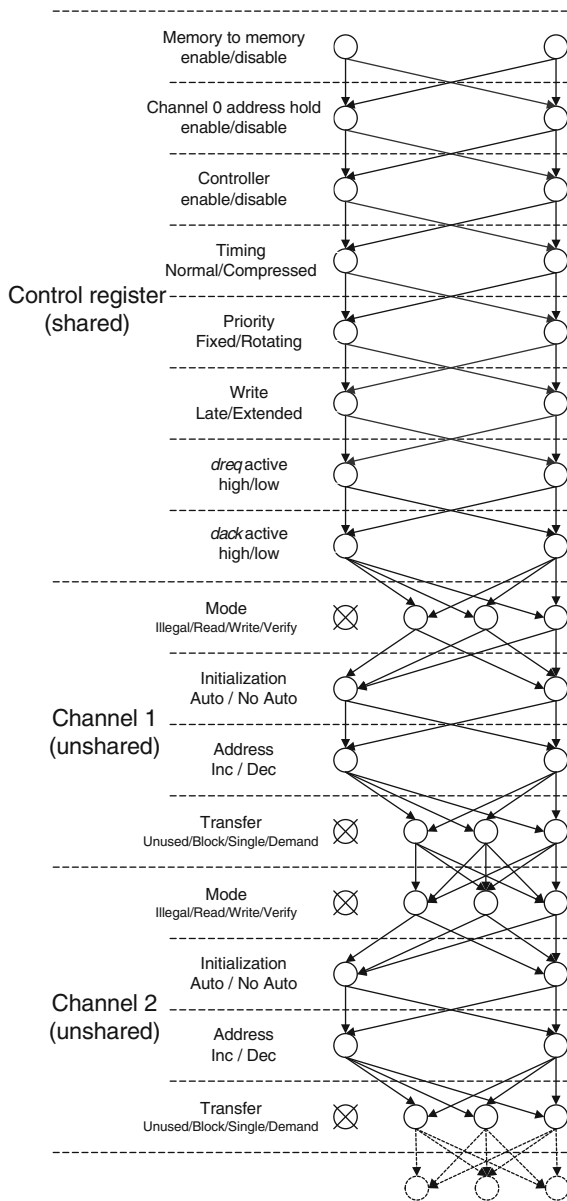 Memory to memory
enable/disable
Channel 0 address hold
enable/disable
Controller
enable/disable
Timing
Normal/Compressed
Control register
(shared)
Priority
Fixed/Rotating
Write
Late/Extended
dreq active
high/low
dack active
high/low
Mode
Illegal/Read/Write/Verify
Initialization
Auto / No Auto
Channel 1
(unshared)
Address
Inc / Dec
Transfer
Unused/Block/Single/Demand
Mode
Illegal/Read/Write/Verify
Initialization
Auto / No Auto
Channel 2
(unshared)
Address
Inc / Dec
Transfer
Unused/Block/Single/Demand